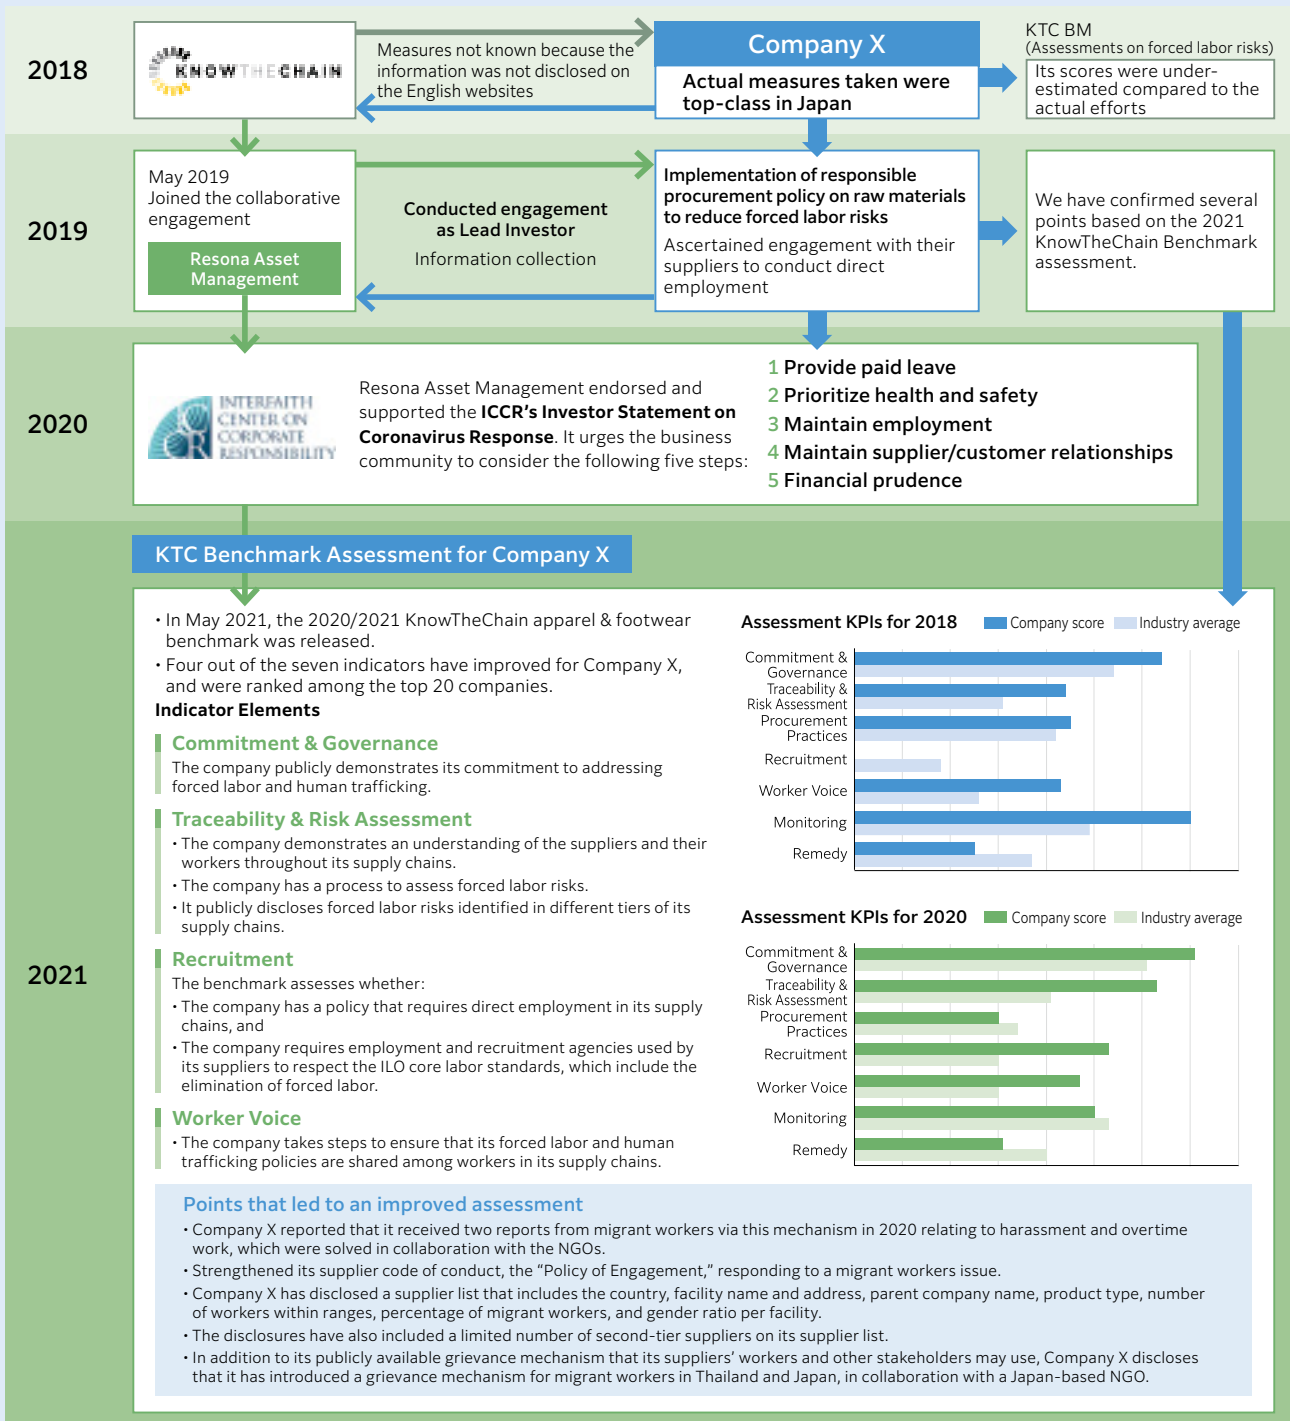 2018
KNOWTHECHAIN
Measures not known because the
information was not disclosed on
the English websites
Company X
Actual measures taken were
top-class in Japan
KTC BM
(Assessments on forced labor risks)
Its scores were under-
estimated compared to the
actual efforts
2019
May 2019
Joined the collaborative
engagement
Resona Asset
Management
Conducted engagement
as Lead Investor
Information collection
Implementation of responsible
procurement policy on raw materials
to reduce forced labor risks
Ascertained engagement with their
suppliers to conduct direct
employment
We have confirmed several
points based on the 2021
KnowTheChain Benchmark
assessment.
2020
ICCR
INTERFAITH
CENTER ON
CORPORATE
RESPONSIBILITY
Resona Asset Management endorsed and
supported the ICCR's Investor Statement on
Coronavirus Response. It urges the business
community to consider the following five steps:
1 Provide paid leave
2 Prioritize health and safety
3 Maintain employment
4 Maintain supplier/customer relationships
5 Financial prudence
2021
KTC Benchmark Assessment for Company X
• In May 2021, the 2020/2021 KnowTheChain apparel & footwear
benchmark was released.
• Four out of the seven indicators have improved for Company X,
and were ranked among the top 20 companies.
Indicator Elements
Commitment & Governance
The company publicly demonstrates its commitment to addressing
forced labor and human trafficking.
Traceability & Risk Assessment
• The company demonstrates an understanding of the suppliers and their
workers throughout its supply chains.
• The company has a process to assess forced labor risks.
• It publicly discloses forced labor risks identified in different tiers of its
supply chains.
Recruitment
The benchmark assesses whether:
• The company has a policy that requires direct employment in its supply
chains, and
• The company requires employment and recruitment agencies used by
its suppliers to respect the ILO core labor standards, which include the
elimination of forced labor.
Worker Voice
• The company takes steps to ensure that its forced labor and human
trafficking policies are shared among workers in its supply chains.
Assessment KPIs for 2018
Company score
Industry average
Commitment &
Governance
Traceability &
Risk Assessment
Procurement
Practices
Recruitment
Worker Voice
Monitoring
Remedy
Assessment KPIs for 2020
Company score
Industry average
Commitment &
Governance
Traceability &
Risk Assessment
Procurement
Practices
Recruitment
Worker Voice
Monitoring
Remedy
Points that led to an improved assessment
• Company X reported that it received two reports from migrant workers via this mechanism in 2020 relating to harassment and overtime
work, which were solved in collaboration with the NGOs.
• Strengthened its supplier code of conduct, the “Policy of Engagement,” responding to a migrant workers issue.
• Company X has disclosed a supplier list that includes the country, facility name and address, parent company name, product type, number
of workers within ranges, percentage of migrant workers, and gender ratio per facility.
• The disclosures have also included a limited number of second-tier suppliers on its supplier list.
• In addition to its publicly available grievance mechanism that its suppliers’ workers and other stakeholders may use, Company X discloses
that it has introduced a grievance mechanism for migrant workers in Thailand and Japan, in collaboration with a Japan-based NGO.